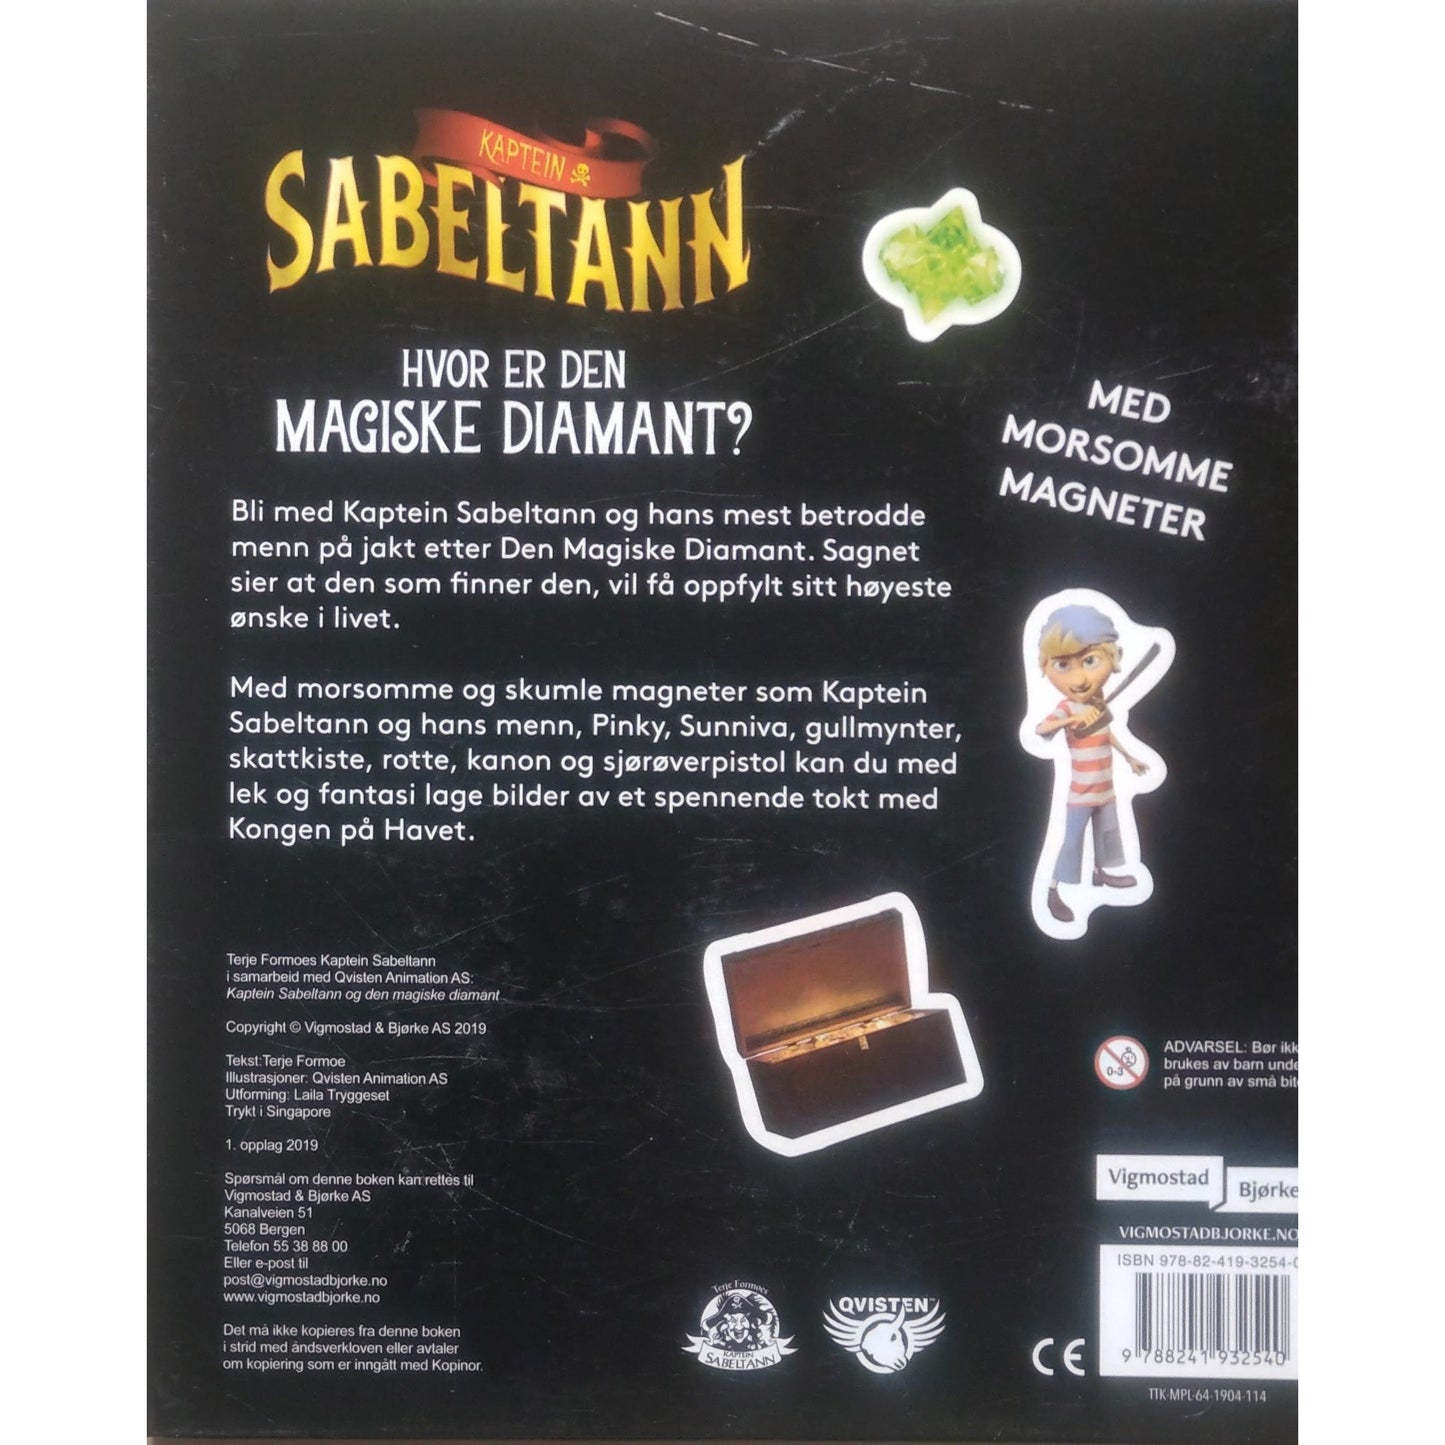 KAPTEIN
SABELTANN
HVOR ER DEN
MAGISKE DIAMANT?
MED
MORSOMME
MAGNETER
Bli med Kaptein Sabeltann og hans mest betrodde
menn på jakt etter Den Magiske Diamant. Sagnet
sier at den som finner den, vil få oppfylt sitt høyeste
ønske i livet.
Med morsomme og skumle magneter som Kaptein
Sabeltann og hans menn, Pinky, Sunniva, gullmynter,
skattkiste, rotte, kanon og sjørøverpistol kan du med
lek og fantasi lage bilder av et spennende tokt med
Kongen på Havet.
Terje Formoes Kaptein Sabeltann
i samarbeid med Qvisten Animation AS:
Kaptein Sabeltann og den magiske diamant
Copyright © Vigmostad & Bjørke AS 2019
Tekst:Terje Formoe
Illustrasjoner: Qvisten Animation AS
Utforming: Laila Tryggeset
Trykt i Singapore
1. opplag 2019
Spørsmål om denne boken kan rettes til
Vigmostad & Bjørke AS
Kanalveien 51
5068 Bergen
Telefon 55 38 88 00
Eller e-post til
post@vigmostadbjorke.no
www.vigmostadbjorke.no
Det må ikke kopieres fra denne boken
i strid med åndsverkloven eller avtaler
om kopiering som er inngått med Kopinor.
Terje Formoes
KAPTEIN
SABELTANN
QVISTEN™
0-3
ADVARSEL: Bør ikk
brukes av barn unde
på grunn av små bit
Vigmostad
Bjørke
VIGMOSTADBJORKE.NO
ISBN 978-82-419-3254-0
9 788241 932540
CE
TTK-MPL-64-1904-114